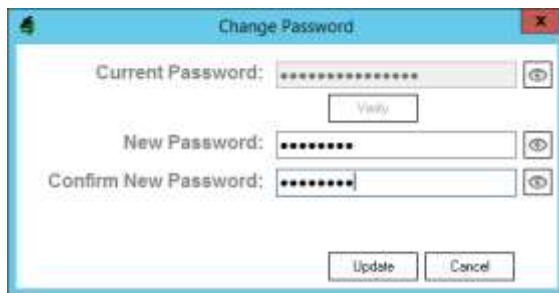 Change Password
x
Current Password: •••••••••••••••
Verify
New Password: ••••••••
Confirm New Password: ••••••••
Update Cancel